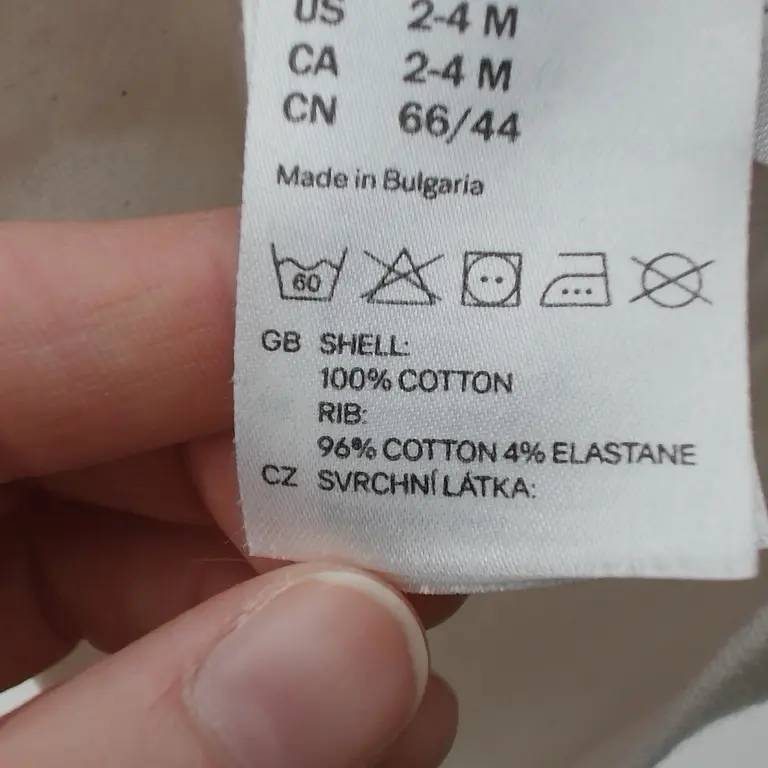 US 2-4 M
CA 2-4 M
CN 66/44
Made in Bulgaria
60
GB SHELL:
100% COTTON
RIB:
96% COTTON 4% ELASTANE
CZ SVRCHNÍ LÁTKA: